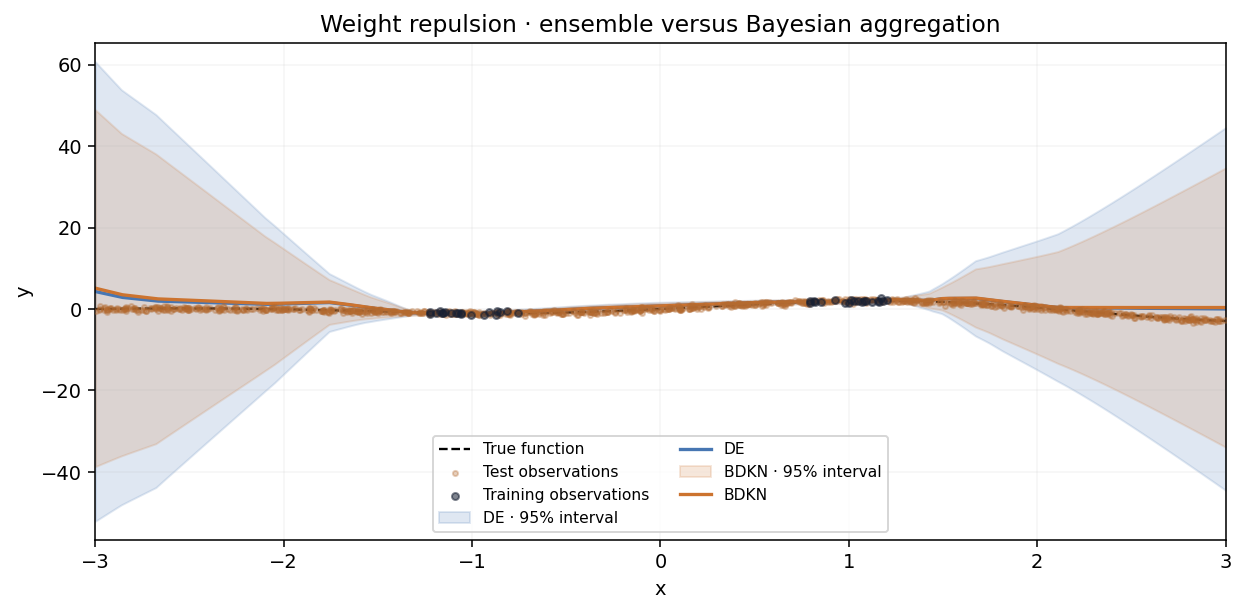 Weight repulsion · ensemble versus Bayesian aggregation
y
60
40
20
0
−20
−40
True function
Test observations
Training observations
DE · 95% interval
DE
BDKN · 95% interval
BDKN
−3
−2
−1
0
1
2
3
x